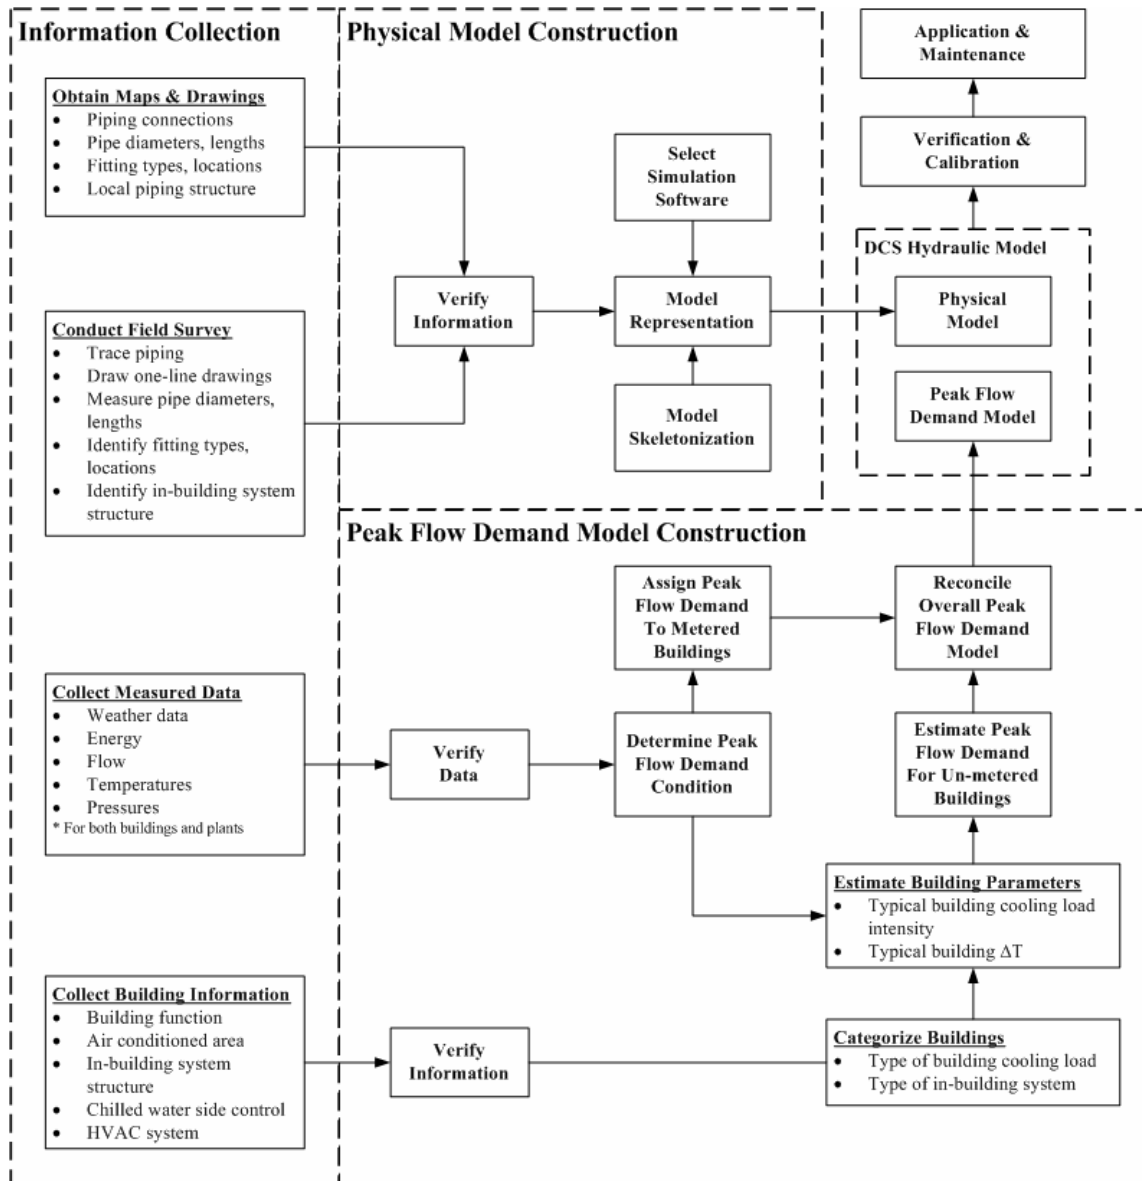 Information Collection
Obtain Maps & Drawings
• Piping connections
• Pipe diameters, lengths
• Fitting types, locations
• Local piping structure
Conduct Field Survey
• Trace piping
• Draw one-line drawings
• Measure pipe diameters,
lengths
• Identify fitting types,
locations
• Identify in-building system
structure
Collect Measured Data
• Weather data
• Energy
• Flow
• Temperatures
• Pressures
* For both buildings and plants
Collect Building Information
• Building function
• Air conditioned area
• In-building system
structure
• Chilled water side control
• HVAC system
Physical Model Construction
Select
Simulation
Software
Verify
Information
Model
Representation
Model
Skeletonization
Application &
Maintenance
Verification &
Calibration
DCS Hydraulic Model
Physical
Model
Peak Flow
Demand Model
Peak Flow Demand Model Construction
Assign Peak
Flow Demand
To Metered
Buildings
Reconcile
Overall Peak
Flow Demand
Model
Verify
Data
Determine Peak
Flow Demand
Condition
Estimate Peak
Flow Demand
For Un-metered
Buildings
Estimate Building Parameters
• Typical building cooling load
intensity
• Typical building ΔT
Verify
Information
Categorize Buildings
• Type of building cooling load
• Type of in-building system